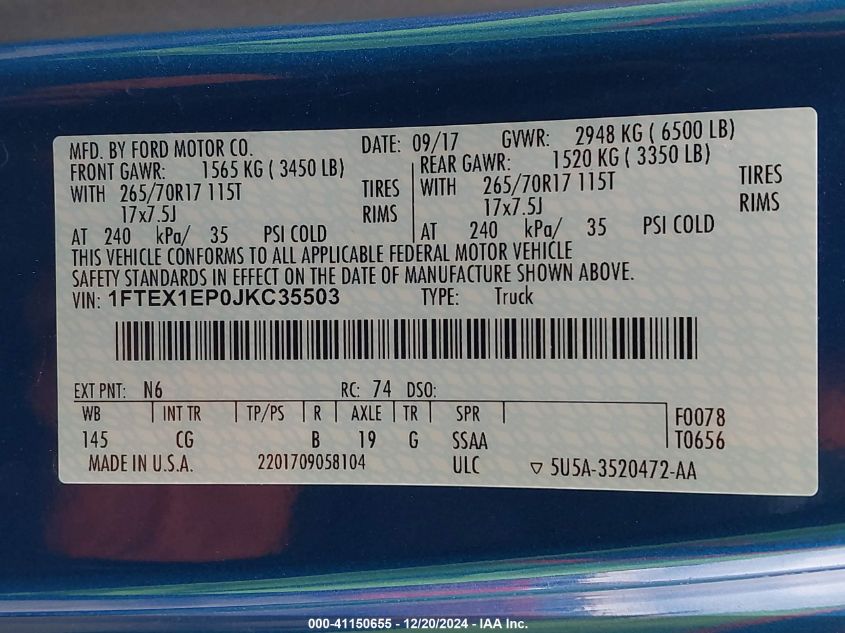 MFD. BY FORD MOTOR CO. DATE: 09/17 GVWR: 2948 KG ( 6500 LB)
FRONT GAWR: 1565 KG ( 3450 LB) REAR GAWR: 1520 KG ( 3350 LB)
WITH 265/70R17 115T TIRES WITH 265/70R17 115T TIRES
17x7.5J RIMS 17x7.5J RIMS
AT 240 kPa/ 35 PSI COLD AT 240 kPa/ 35 PSI COLD
THIS VEHICLE CONFORMS TO ALL APPLICABLE FEDERAL MOTOR VEHICLE
SAFETY STANDARDS IN EFFECT ON THE DATE OF MANUFACTURE SHOWN ABOVE.
VIN: 1FTEX1EP0JKC35503 TYPE: Truck
EXT PNT: N6 RC: 74 DSO:
WB INT TR TP/PS R AXLE TR SPR F0078
145 CG B 19 G SSAA T0656
MADE IN U.S.A. 2201709058104 ULC ▽ 5U5A-3520472-AA
000-41150655 - 12/20/2024 - IAA Inc.